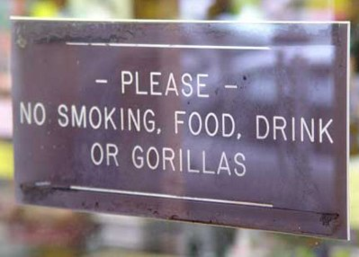 – PLEASE –
NO SMOKING, FOOD, DRINK
OR GORILLAS